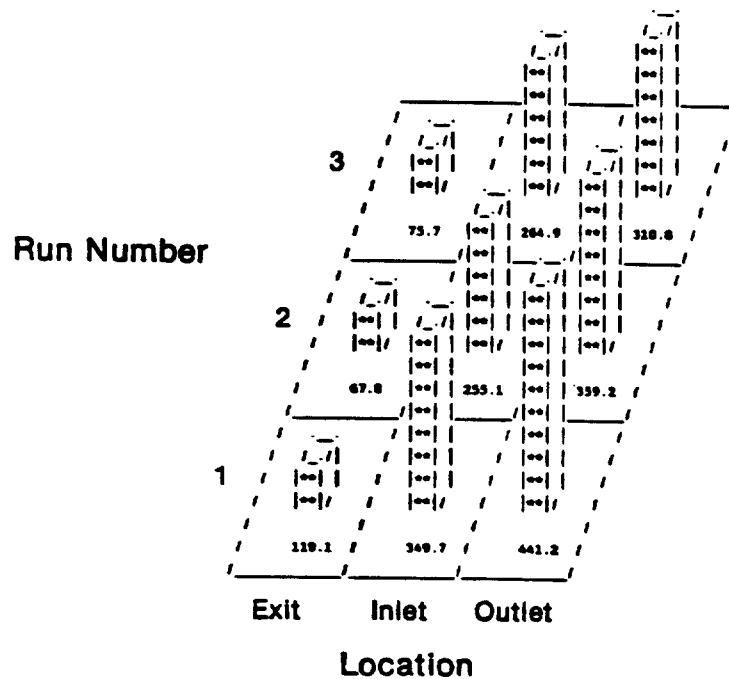 3
75.7 264.9 318.8
Run Number
2
67.8 255.1 339.2
1
119.1 349.7 441.2
Exit Inlet Outlet
Location